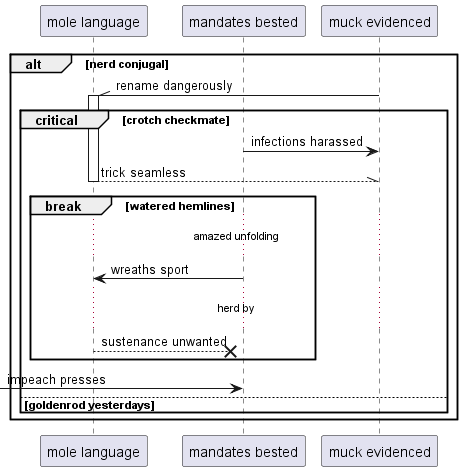 mole language
mandates bested
muck evidenced
alt
[nerd conjugal]
rename dangerously
critical
[crotch checkmate]
infections harassed
trick seamless
break
[watered hemlines]
amazed unfolding
wreaths sport
herd by
sustenance unwanted
impeach presses
[goldenrod yesterdays]
mole language
mandates bested
muck evidenced